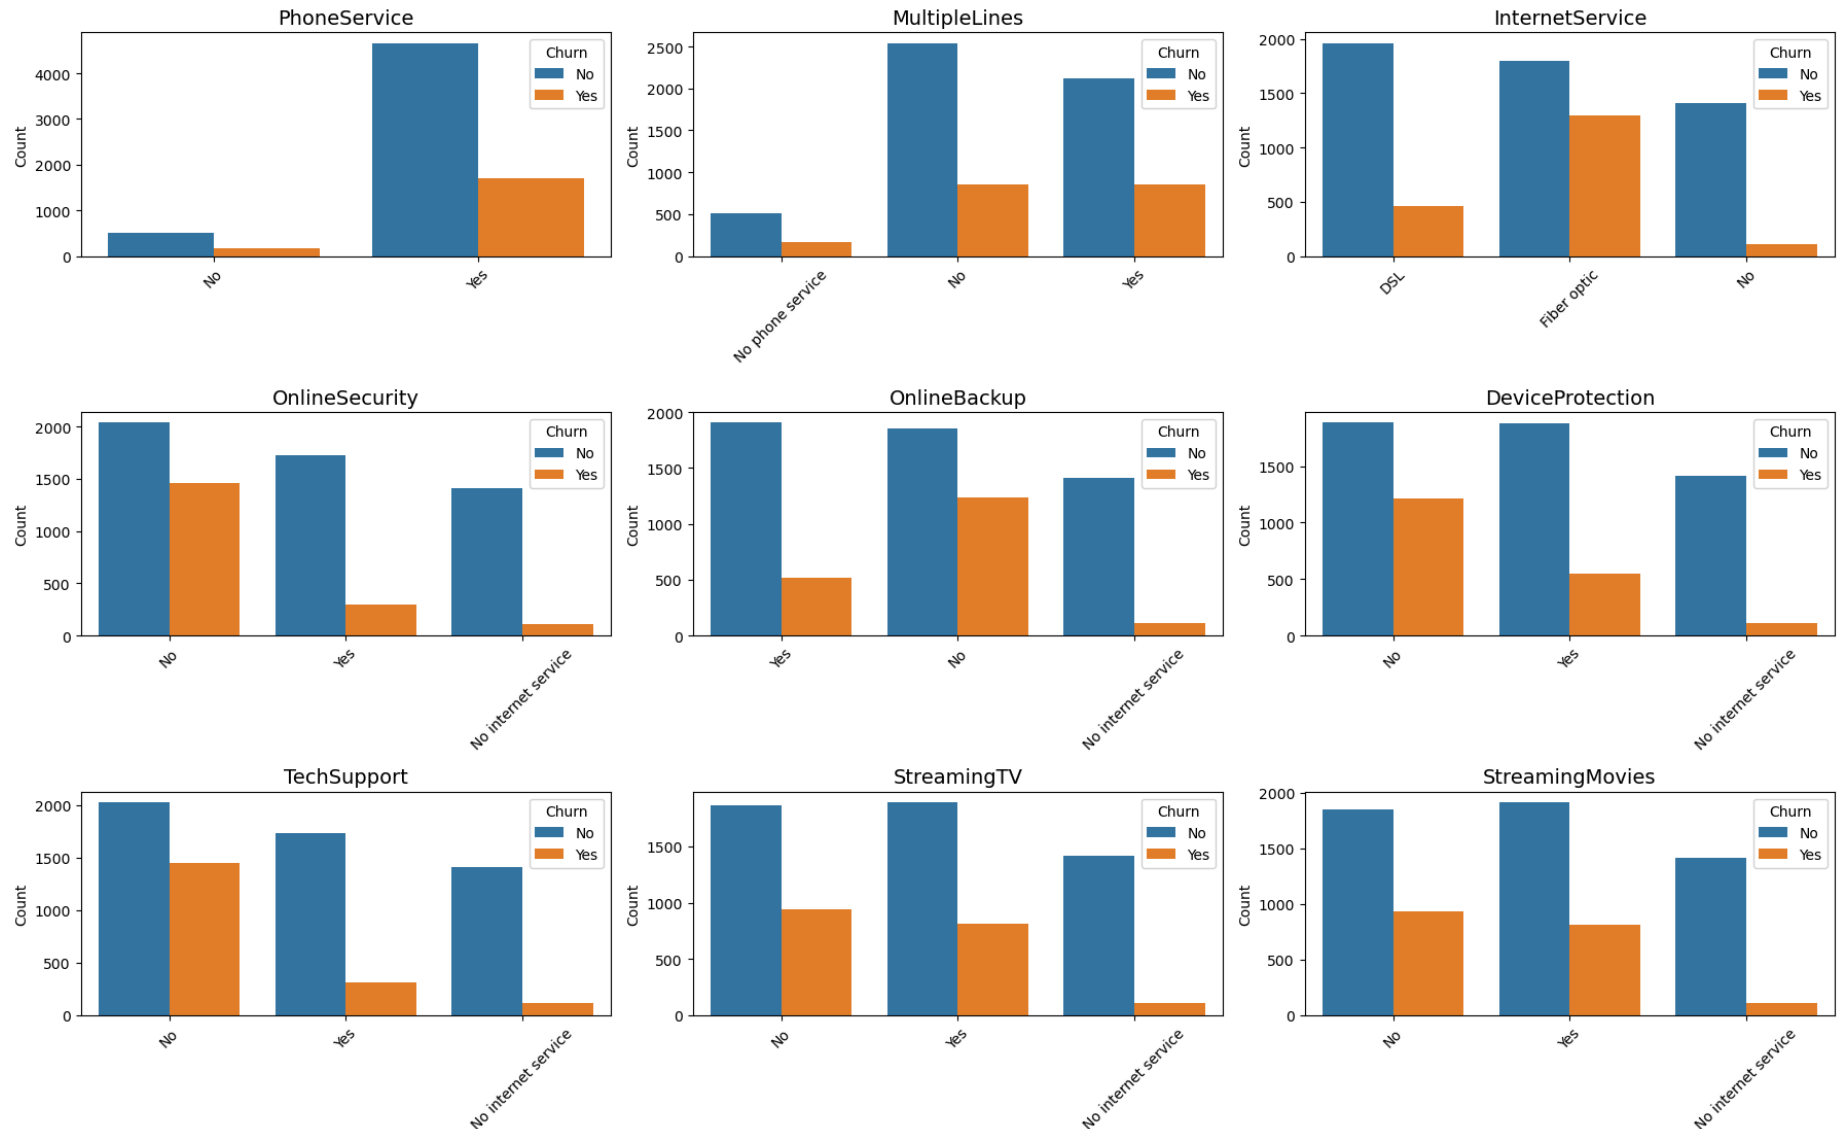 PhoneService
Count
4000
3000
2000
1000
0
No
Yes
Churn
No
Yes
MultipleLines
Count
2500
2000
1500
1000
500
0
No phone service
No
Yes
Churn
No
Yes
InternetService
Count
2000
1500
1000
500
0
DSL
Fiber optic
No
Churn
No
Yes
OnlineSecurity
Count
2000
1500
1000
500
0
No
Yes
No internet service
Churn
No
Yes
OnlineBackup
Count
2000
1500
1000
500
0
Yes
No
No internet service
Churn
No
Yes
DeviceProtection
Count
1500
1000
500
0
No
Yes
No internet service
Churn
No
Yes
TechSupport
Count
2000
1500
1000
500
0
No
Yes
No internet service
Churn
No
Yes
StreamingTV
Count
1500
1000
500
0
No
Yes
No internet service
Churn
No
Yes
StreamingMovies
Count
2000
1500
1000
500
0
No
Yes
No internet service
Churn
No
Yes